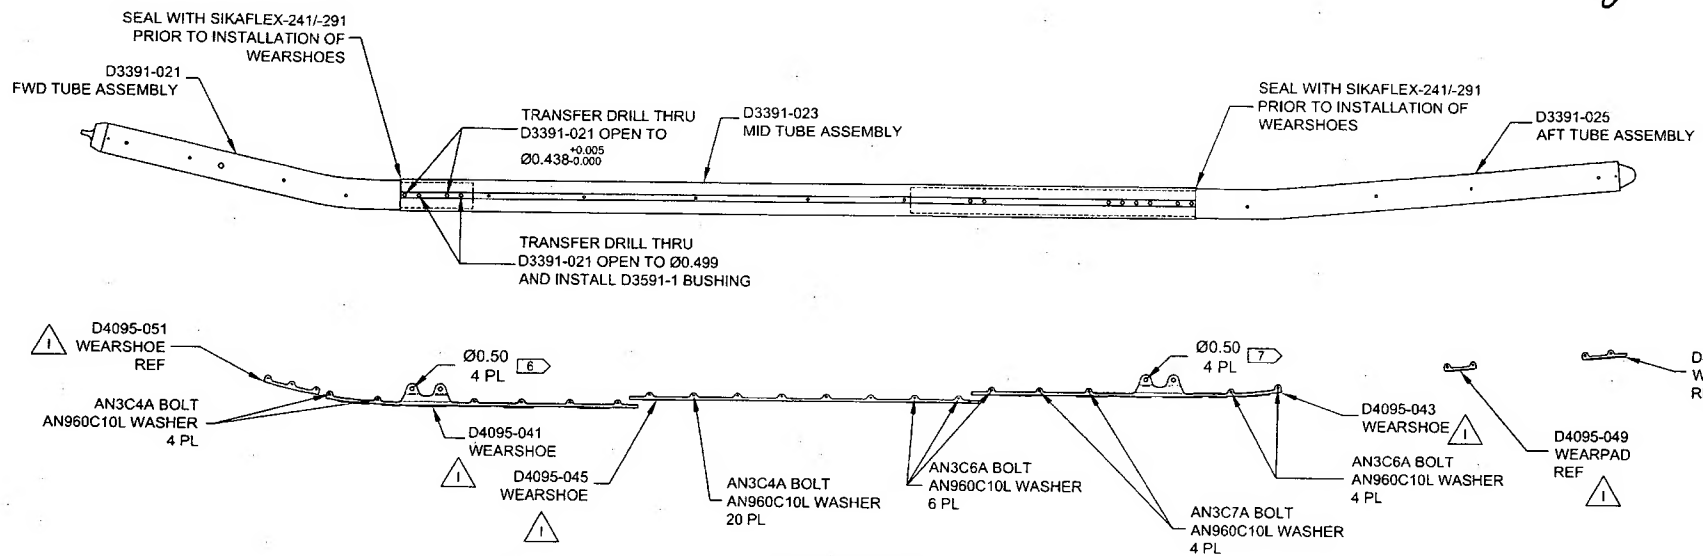 SEAL WITH SIKAFLEX-241/-291
PRIOR TO INSTALLATION OF
WEARSHOES
D3391-021
FWD TUBE ASSEMBLY
TRANSFER DRILL THRU
D3391-021 OPEN TO
Ø0.438+0.005
-0.000
D3391-023
MID TUBE ASSEMBLY
SEAL WITH SIKAFLEX-241/-291
PRIOR TO INSTALLATION OF
WEARSHOES
D3391-025
AFT TUBE ASSEMBLY
TRANSFER DRILL THRU
D3391-021 OPEN TO Ø0.499
AND INSTALL D3591-1 BUSHING
D4095-051
WEARSHOE
REF
1
Ø0.50
4 PL
6
Ø0.50
4 PL
7
D
W
R
AN3C4A BOLT
AN960C10L WASHER
4 PL
D4095-041
WEARSHOE
1
D4095-045
WEARSHOE
1
AN3C4A BOLT
AN960C10L WASHER
20 PL
AN3C6A BOLT
AN960C10L WASHER
6 PL
AN3C7A BOLT
AN960C10L WASHER
4 PL
D4095-043
WEARSHOE
1
AN3C6A BOLT
AN960C10L WASHER
4 PL
D4095-049
WEARPAD
REF
1